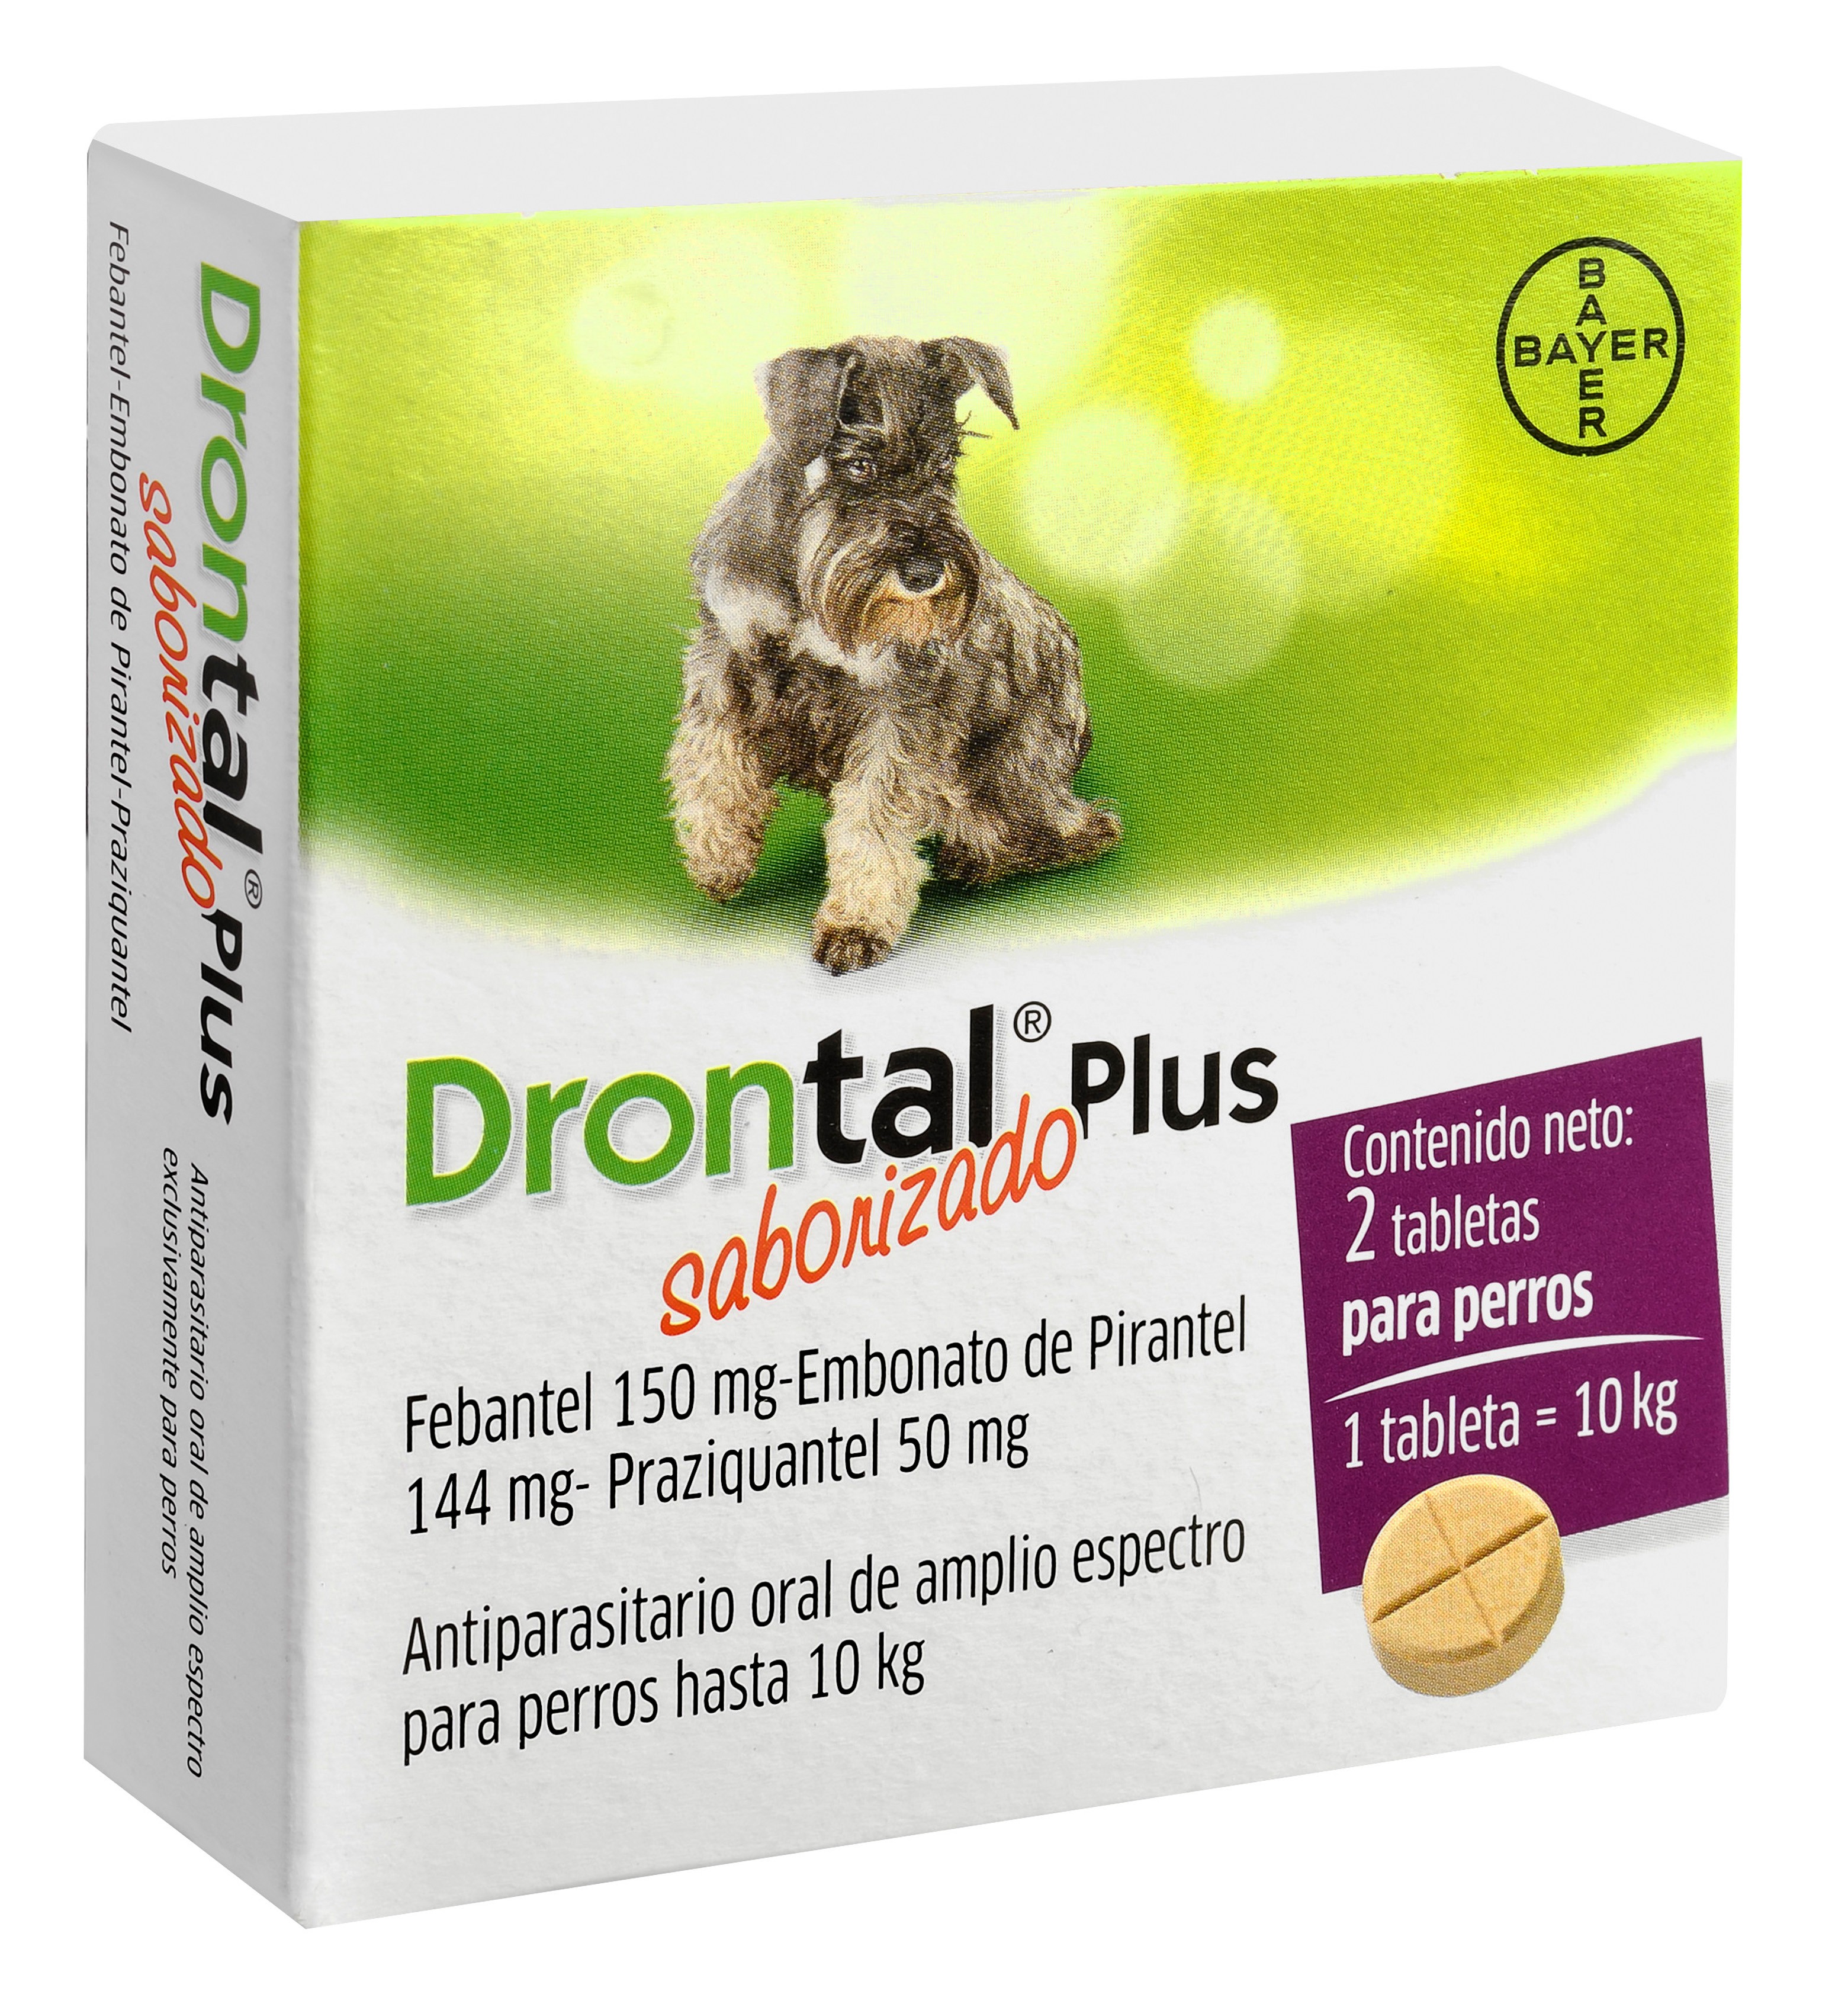 BAYER
BAYER
Drontal® Plus
saborizado
Febantel 150 mg-Embonato de Pirantel
144 mg- Praziquantel 50 mg
Antiparasitario oral de amplio espectro
para perros hasta 10 kg
Contenido neto:
2 tabletas
para perros
1 tableta = 10 kg
Drontal® Plus
saborizado
Febantel-Embonato de Pirantel-Praziquantel
Antiparasitario oral de amplio espectro
exclusivamente para perros